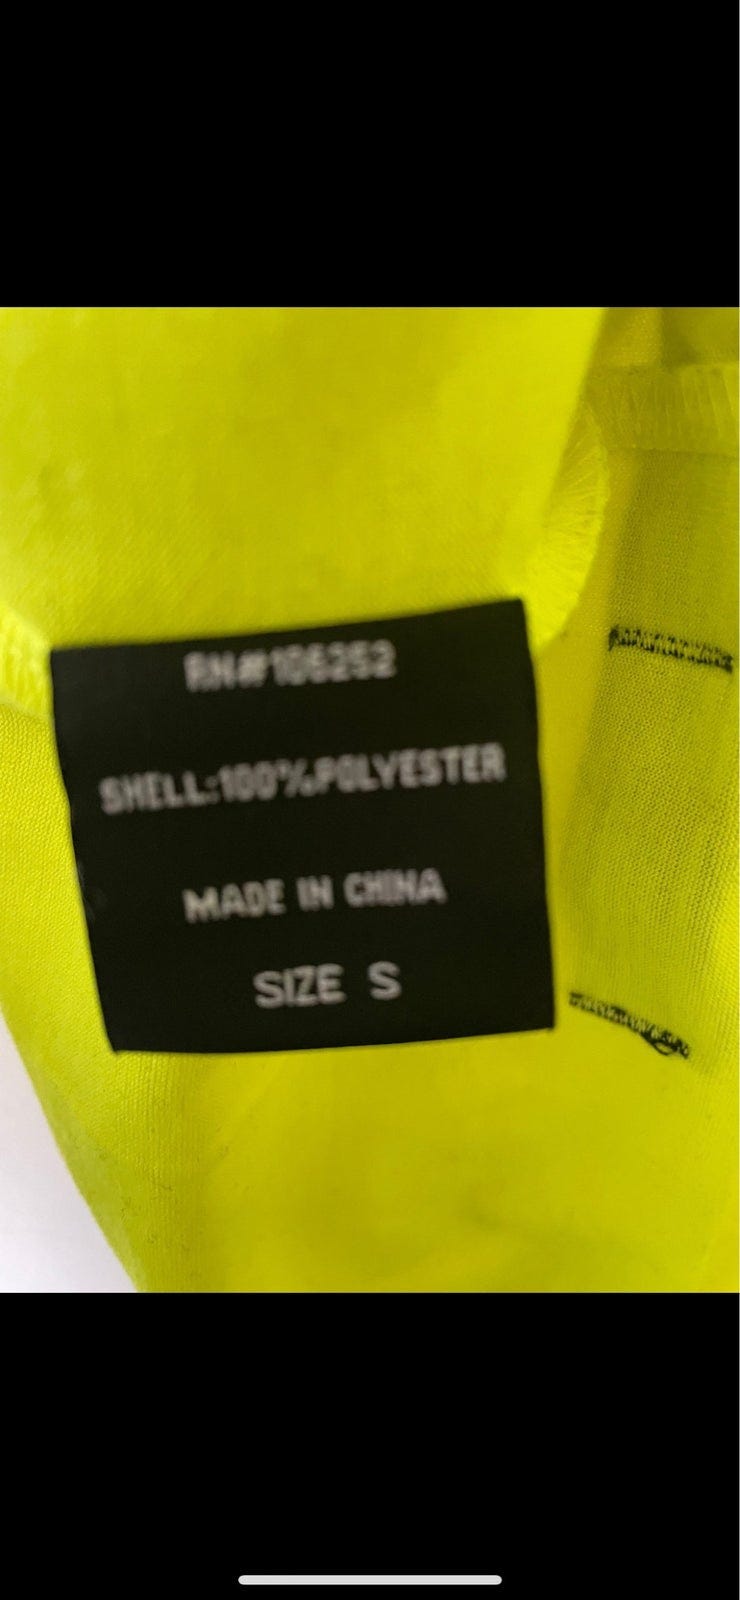 RN#106252
SHELL:100%POLYESTER
MADE IN CHINA
SIZE S